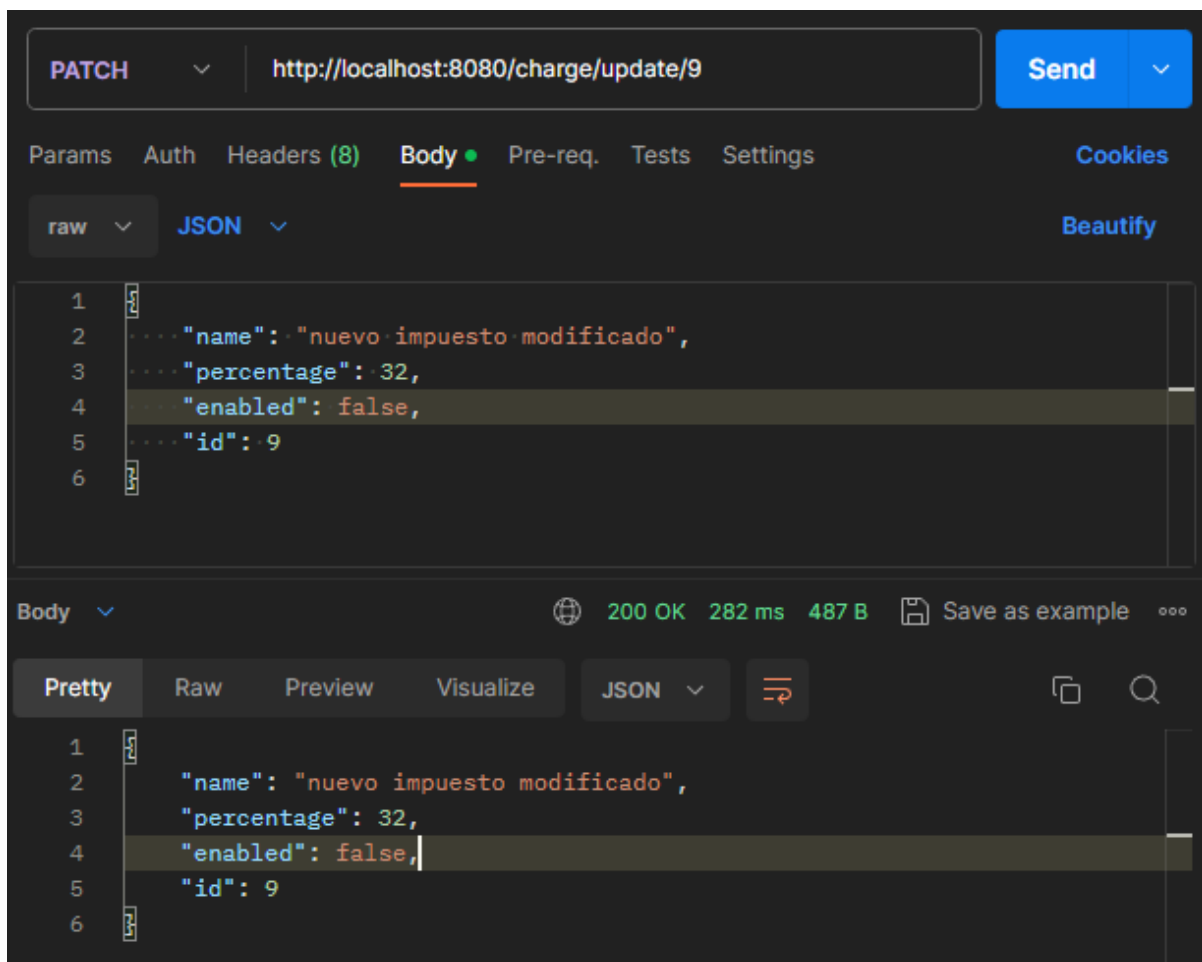 PATCH http://localhost:8080/charge/update/9 Send
Params Auth Headers (8) Body Pre-req. Tests Settings Cookies
raw JSON Beautify
1 {
2 "name": "nuevo impuesto modificado",
3 "percentage": 32,
4 "enabled": false,
5 "id": 9
6 }
Body 200 OK 282 ms 487 B Save as example
Pretty Raw Preview Visualize JSON
1 {
2 "name": "nuevo impuesto modificado",
3 "percentage": 32,
4 "enabled": false,
5 "id": 9
6 }